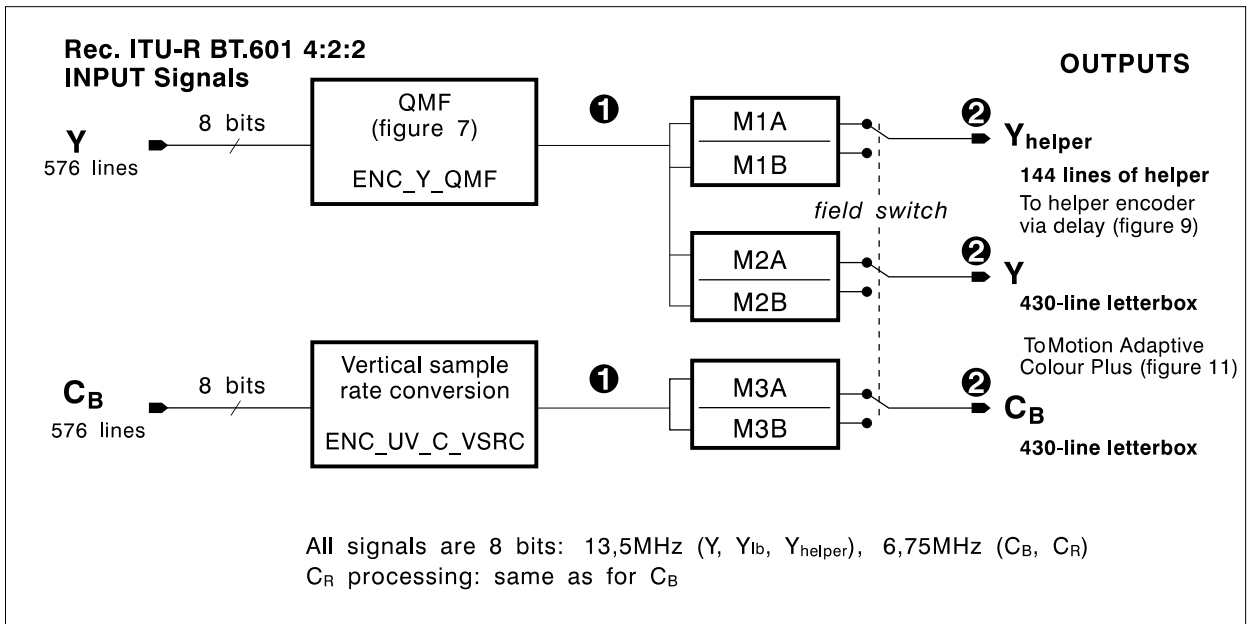 Rec. ITU-R BT.601 4:2:2
INPUT Signals
OUTPUTS
Y
576 lines
8 bits
QMF
(figure 7)
ENC_Y_QMF
❶
M1A
M1B
field switch
❷
Yhelper
144 lines of helper
To helper encoder
via delay (figure 9)
M2A
M2B
❷
Y
430-line letterbox
To Motion Adaptive
Colour Plus (figure 11)
CB
576 lines
8 bits
Vertical sample
rate conversion
ENC_UV_C_VSRC
❶
M3A
M3B
❷
CB
430-line letterbox
All signals are 8 bits: 13,5MHz (Y, Ylb, Yhelper), 6,75MHz (CB, CR)
CR processing: same as for CB